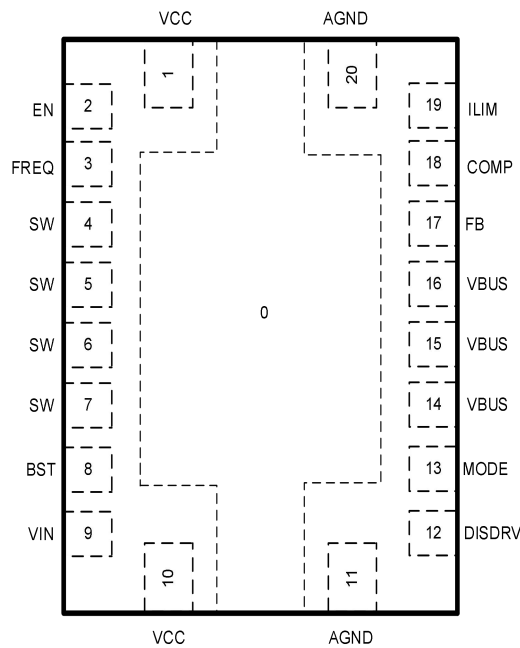 VCC AGND
1 20
EN 2 19 ILIM
FREQ 3 18 COMP
SW 4 17 FB
SW 5 16 VBUS
0
SW 6 15 VBUS
SW 7 14 VBUS
BST 8 13 MODE
VIN 9 12 DISDRV
10 11
VCC AGND